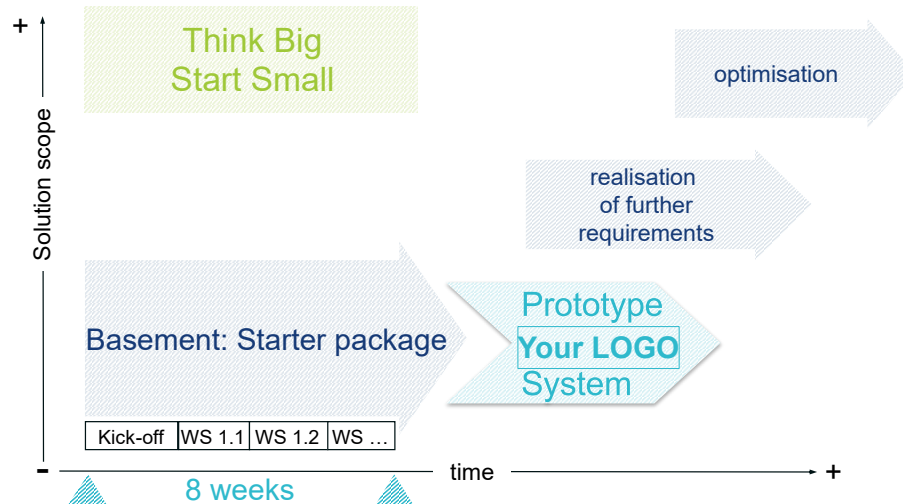 +
Think Big
Start Small
optimisation
Solution scope
realisation
of further
requirements
Basement: Starter package
Prototype
Your LOGO
System
Kick-off WS 1.1 WS 1.2 WS …
- time +
8 weeks